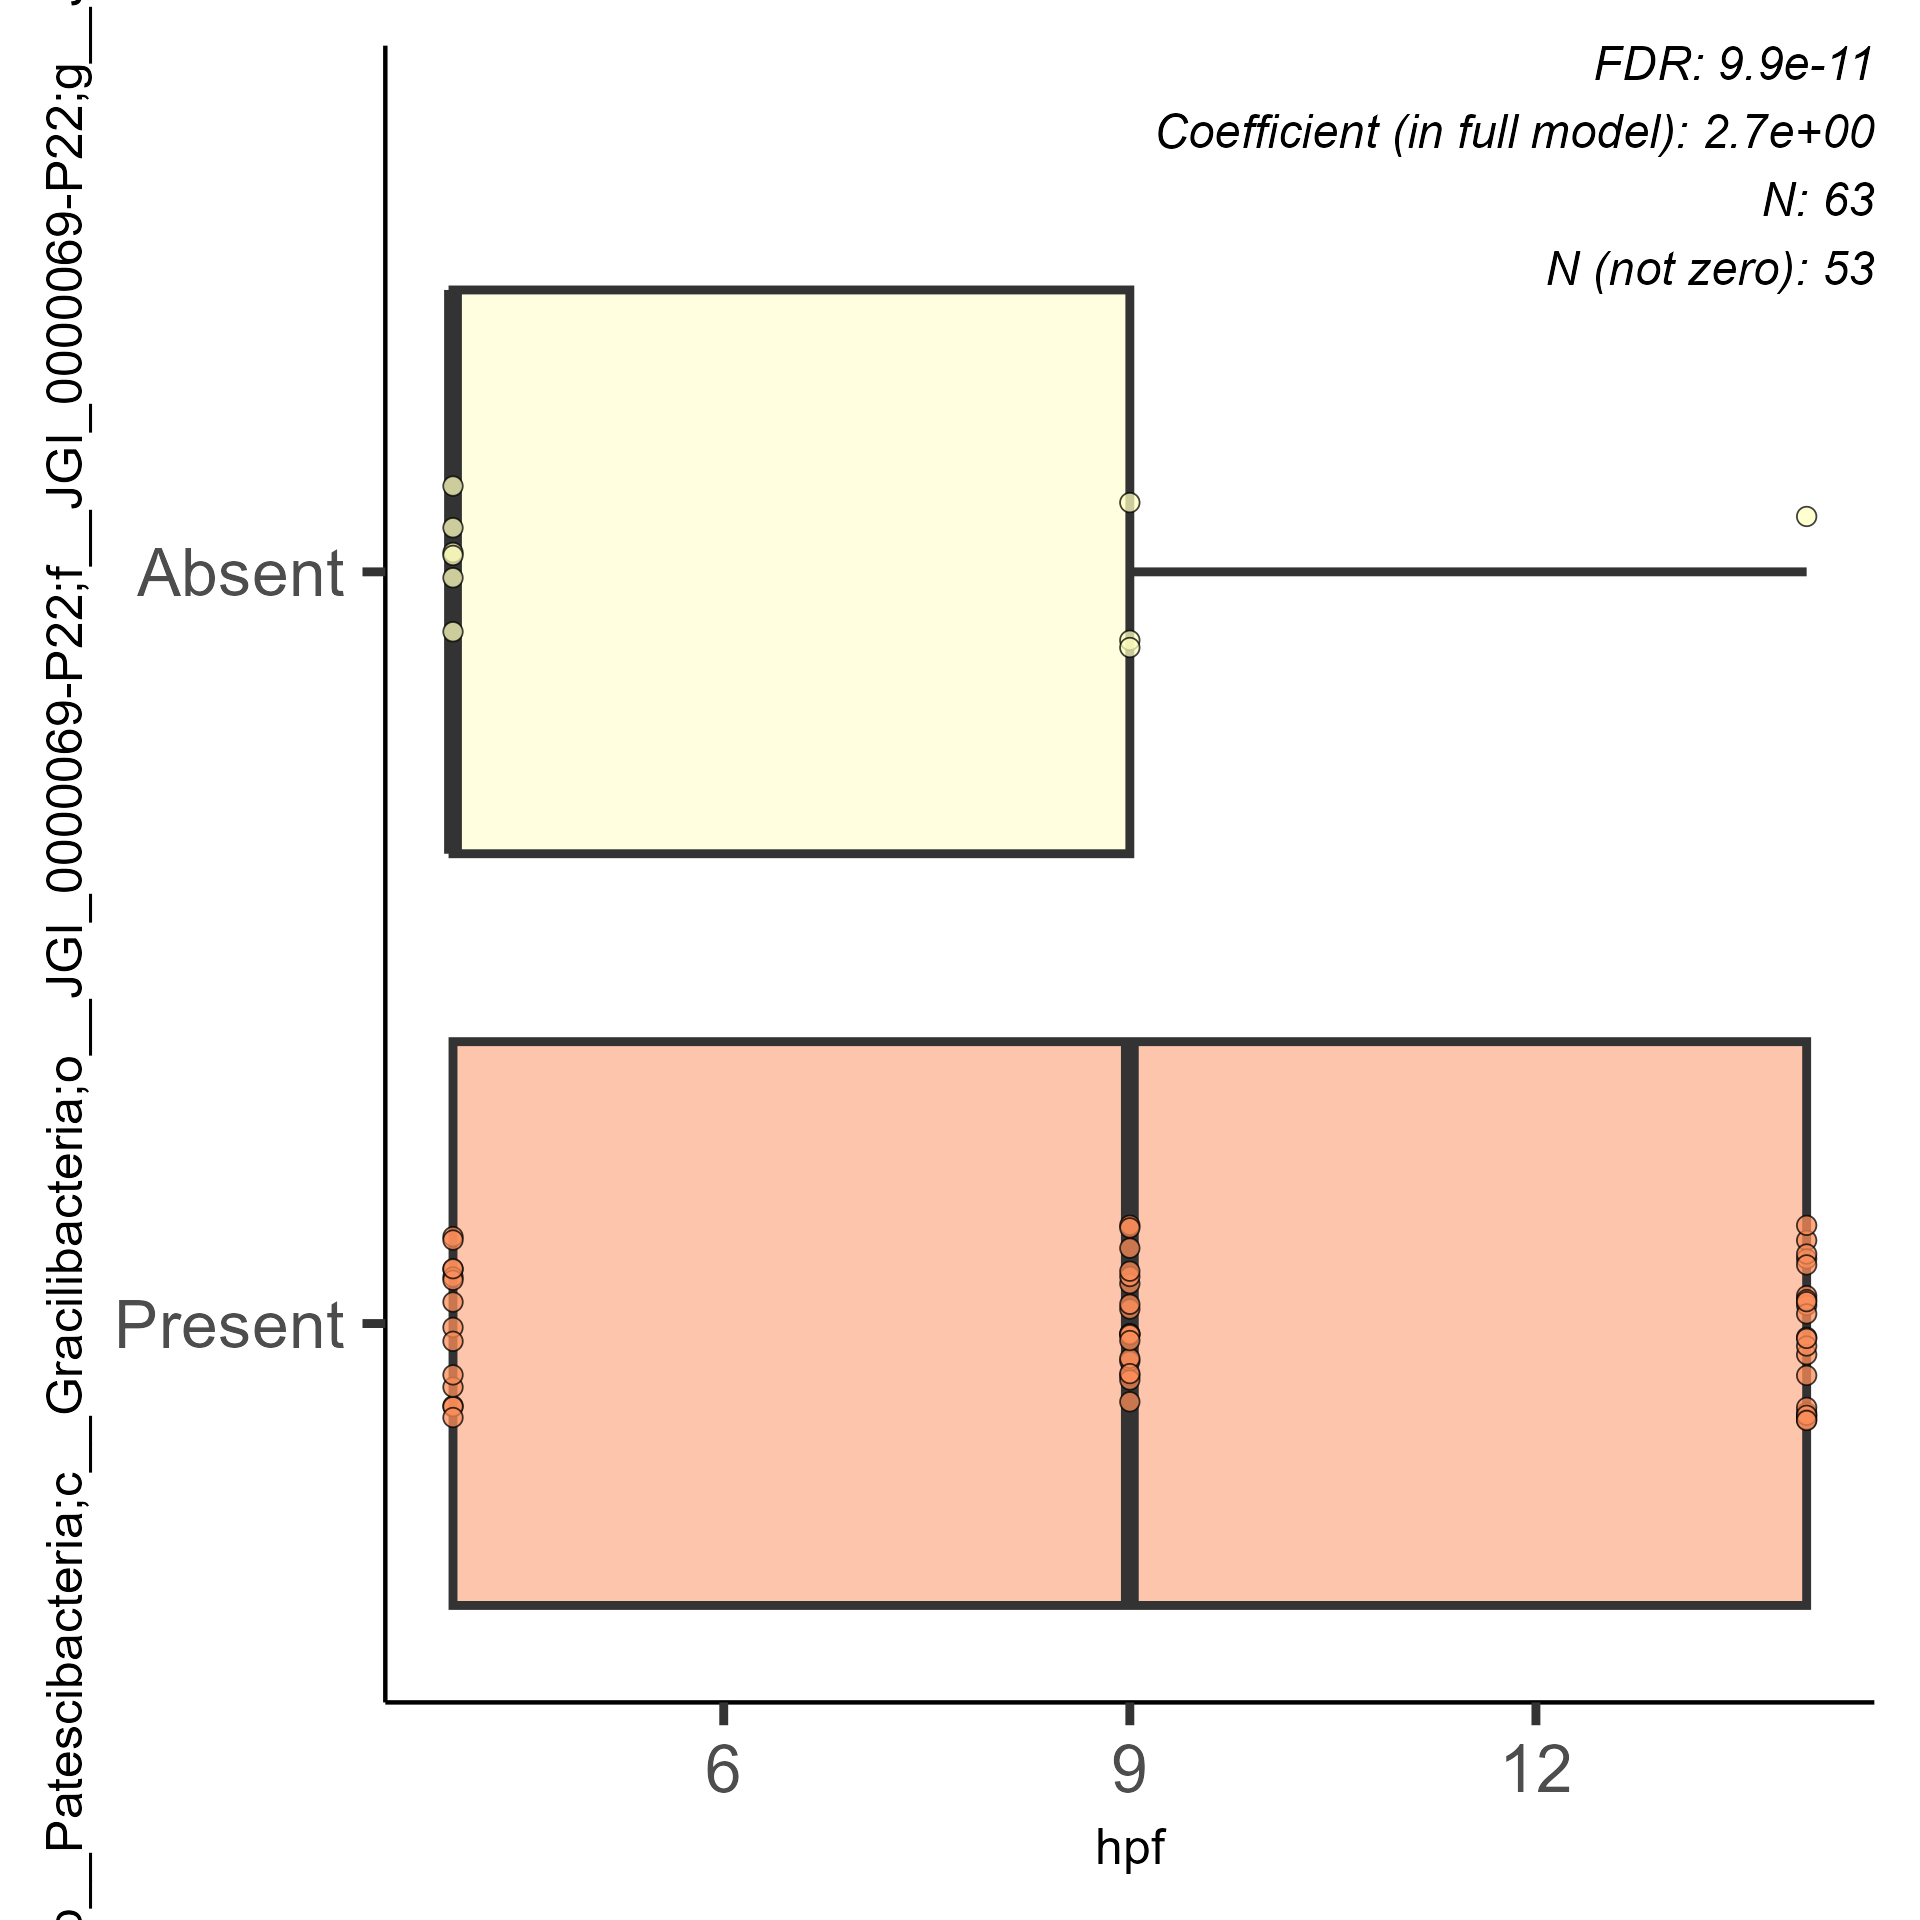 FDR: 9.9e-11
Coefficient (in full model): 2.7e+00
N: 63
N (not zero): 53
Absent
Present
6
9
12
hpf
__Patescibacteria;c__Gracilibacteria;o__JGI_0000069-P22;f__JGI_0000069-P22;g__